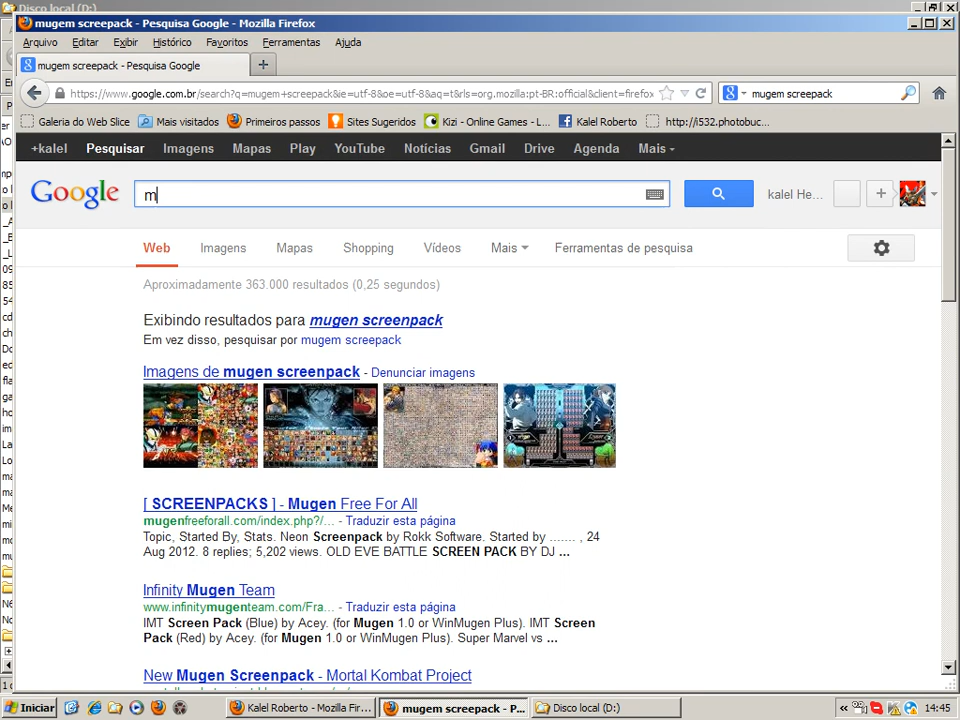 Disco local (D:)
mugem screepack - Pesquisa Google - Mozilla Firefox
Arquivo Editar Exibir Histórico Favoritos Ferramentas Ajuda
mugem screepack - Pesquisa Google
https://www.google.com.br/search?q=mugem+screepack&ie=utf-8&oe=utf-8&aq=t&rls=org.mozilla:pt-BR:official&client=firefox
mugem screepack
Galeria do Web Slice Mais visitados Primeiros passos Sites Sugeridos Kizi - Online Games - L... Kalel Roberto http://i532.photobuc...
+kalel Pesquisar Imagens Mapas Play YouTube Notícias Gmail Drive Agenda Mais
Google m kalel He...
Web Imagens Mapas Shopping Vídeos Mais Ferramentas de pesquisa
Aproximadamente 363.000 resultados (0,25 segundos)
Exibindo resultados para mugen screenpack
Em vez disso, pesquisar por mugem screepack
Imagens de mugen screenpack - Denunciar imagens
[ SCREENPACKS ] - Mugen Free For All
mugenfreeforall.com/index.php?/... - Traduzir esta página
Topic, Started By, Stats. Neon Screenpack by Rokk Software. Started by ....... , 24
Aug 2012. 8 replies; 5,202 views. OLD EVE BATTLE SCREEN PACK BY DJ ...
Infinity Mugen Team
www.infinitymugenteam.com/Fra... - Traduzir esta página
IMT Screen Pack (Blue) by Acey. (for Mugen 1.0 or WinMugen Plus). IMT Screen
Pack (Red) by Acey. (for Mugen 1.0 or WinMugen Plus). Super Marvel vs ...
New Mugen Screenpack - Mortal Kombat Project
Iniciar Kalel Roberto - Mozilla Fir... mugem screepack - P... Disco local (D:) 14:45